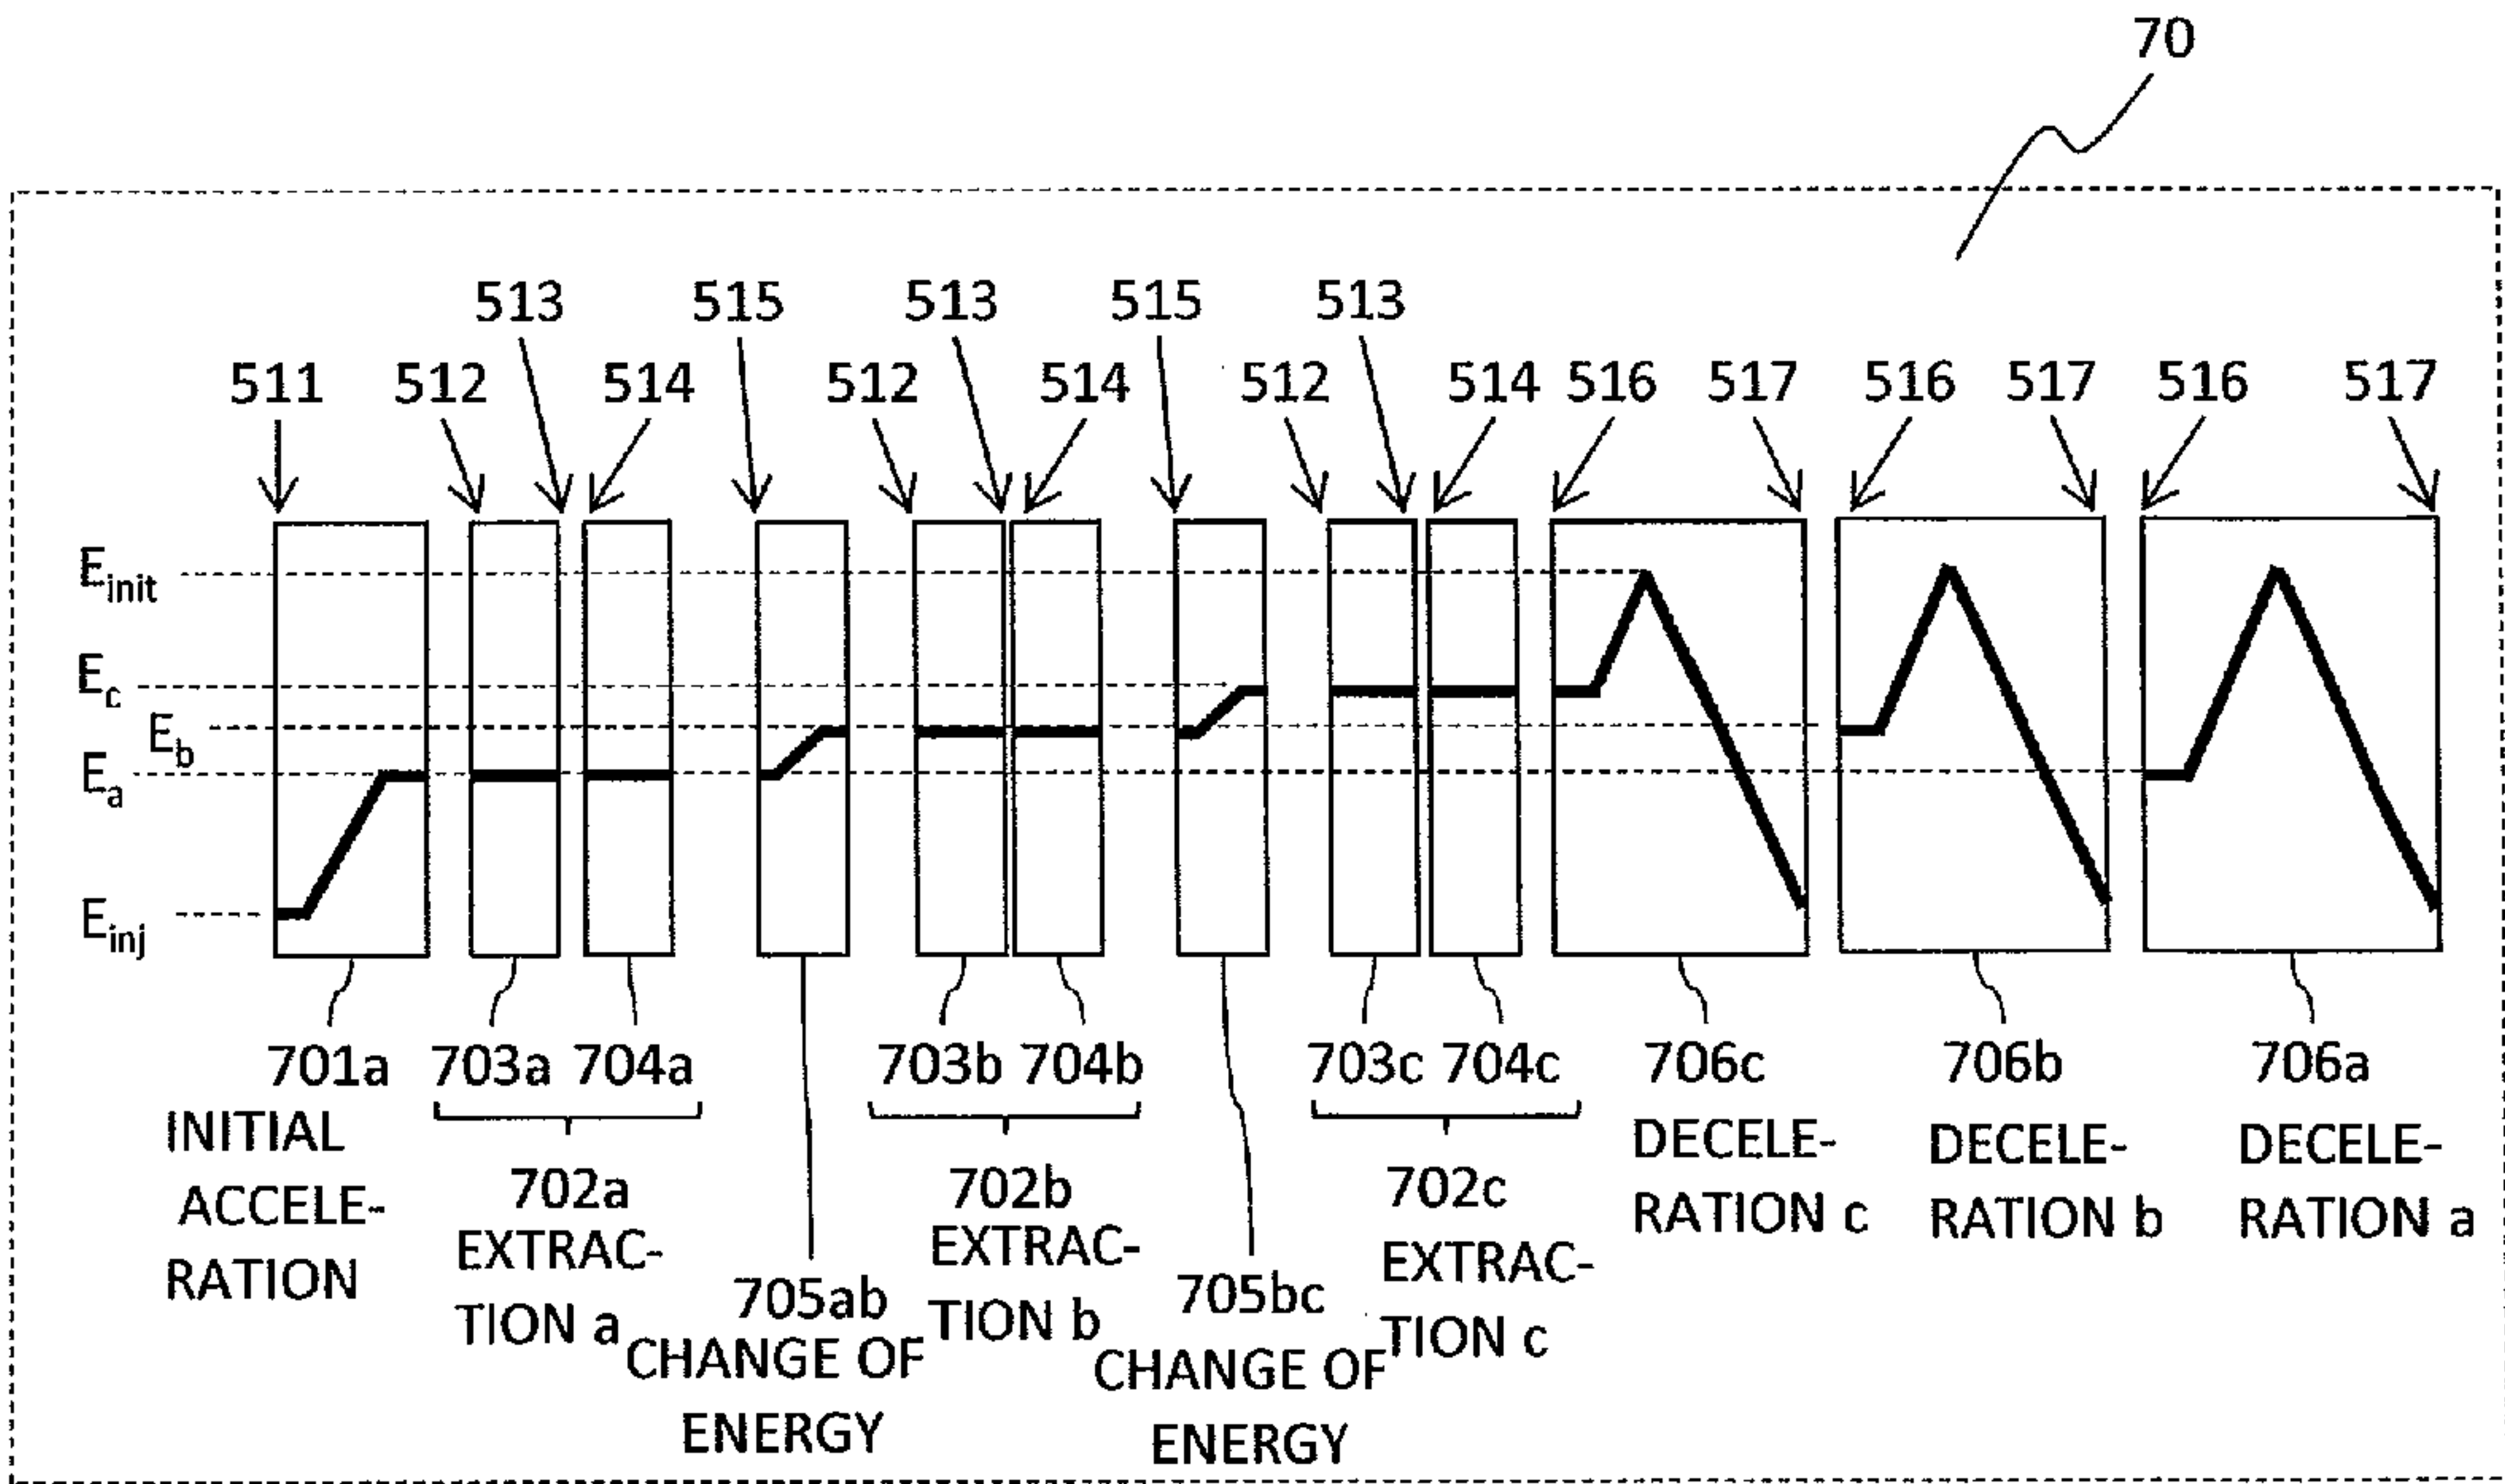 70
513 515 513 515 513
511 512 514 512 514 512 514 516 517 516 517 516 517
Einit
Ec
Eb
Ea
Einj
701a 703a 704a 703b 704b 703c 704c 706c 706b 706a
INITIAL
ACCELE-
RATION
702a
EXTRAC-
TION a
705ab
CHANGE OF
ENERGY
702b
EXTRAC-
TION b
705bc
CHANGE OF
ENERGY
702c
EXTRAC-
TION c
DECELE-
RATION c
DECELE-
RATION b
DECELE-
RATION a